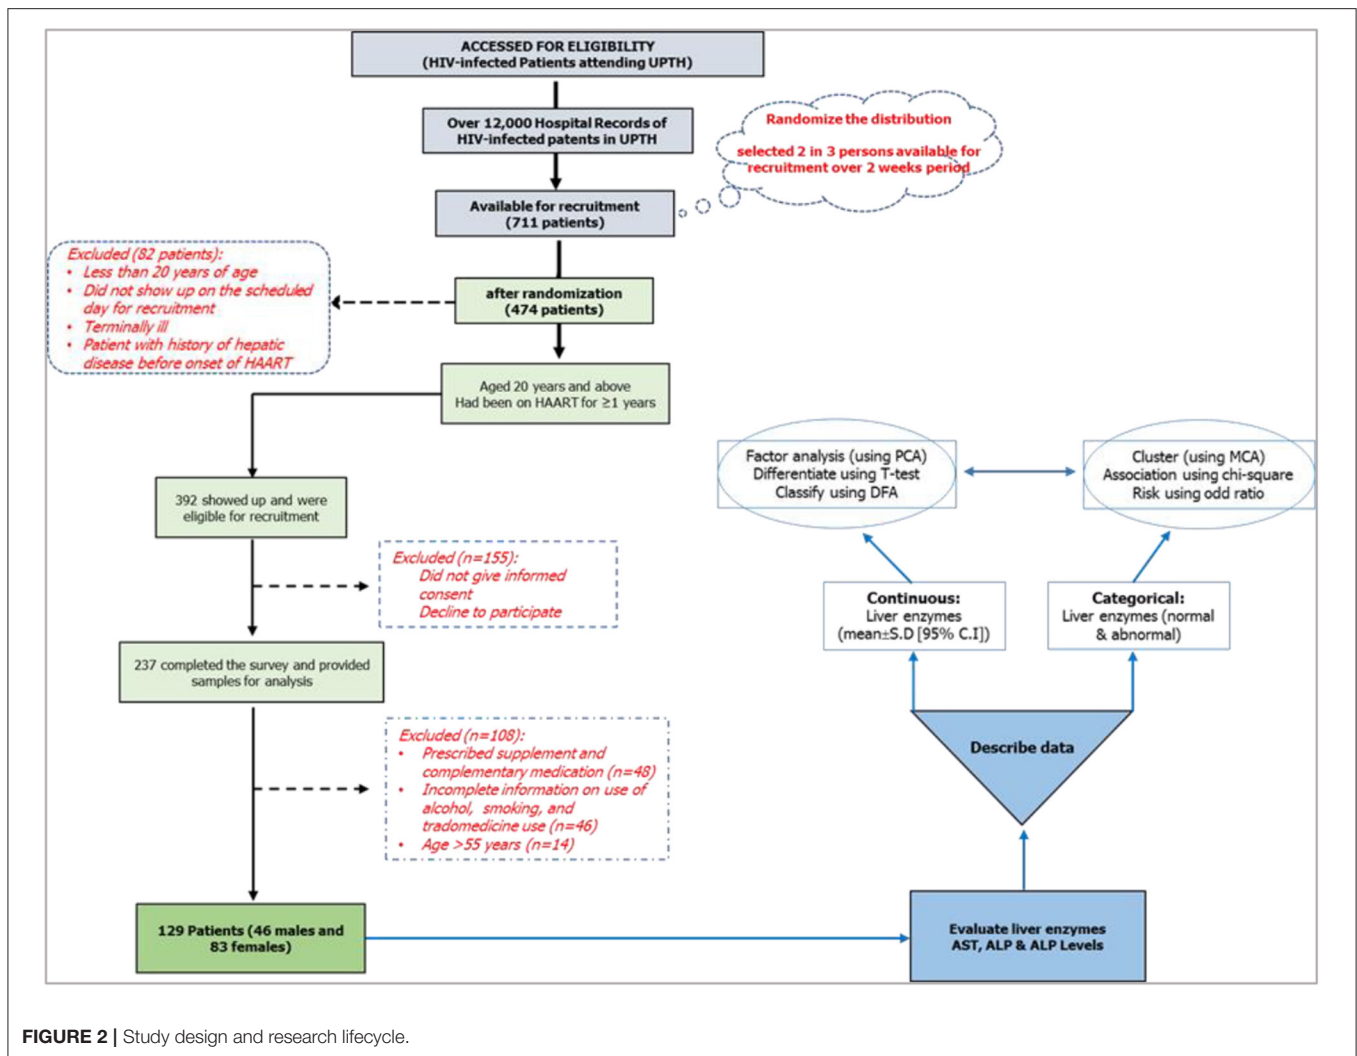 ACCESSED FOR ELIGIBILITY
(HIV-infected Patients attending UPTH)
Over 12,000 Hospital Records of
HIV-infected patents in UPTH
Randomize the distribution
selected 2 in 3 persons available for
recruitment over 2 weeks period
Available for recruitment
(711 patients)
Excluded (82 patients):
• Less than 20 years of age
• Did not show up on the scheduled
day for recruitment
• Terminally ill
• Patient with history of hepatic
disease before onset of HAART
after randomization
(474 patients)
Aged 20 years and above
Had been on HAART for ≥1 years
392 showed up and were
eligible for recruitment
Excluded (n=155):
Did not give informed
consent
Decline to participate
237 completed the survey and provided
samples for analysis
Excluded (n=108):
• Prescribed supplement and
complementary medication (n=48)
• Incomplete information on use of
alcohol, smoking, and
tradomedicine use (n=46)
• Age >55 years (n=14)
129 Patients (46 males and
83 females)
Factor analysis (using PCA)
Differentiate using T-test
Classify using DFA
Cluster (using MCA)
Association using chi-square
Risk using odd ratio
Continuous:
Liver enzymes
(mean±S.D [95% C.I])
Categorical:
Liver enzymes (normal
& abnormal)
Describe data
Evaluate liver enzymes
AST, ALP & ALP Levels
FIGURE 2 | Study design and research lifecycle.